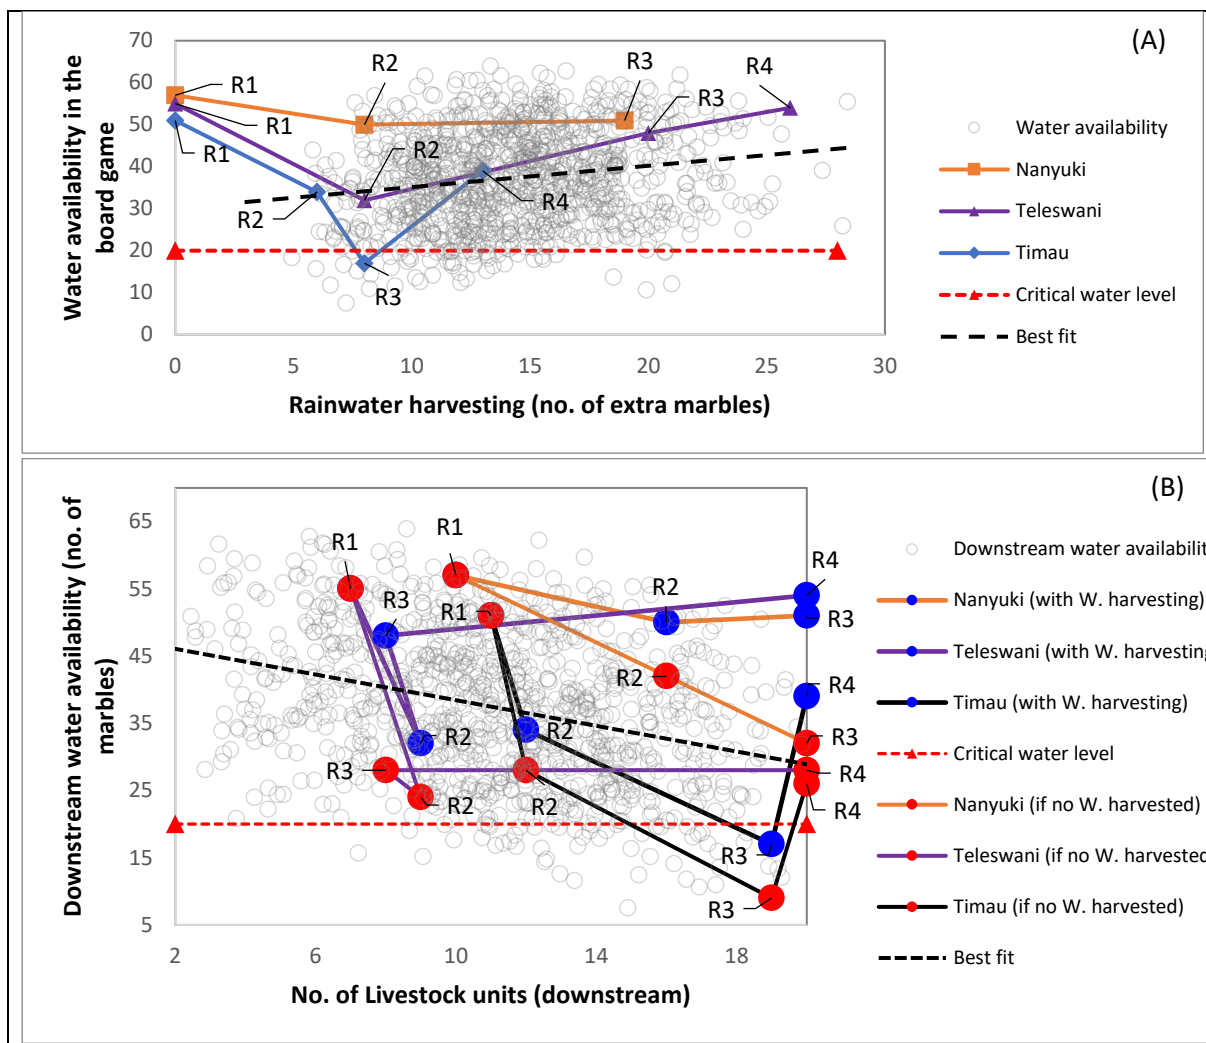 (A)
Water availability in the
board game
70
60
50
40
30
20
10
0
R1
R2
R3
R4
R1
R2
R3
R1
R2
R3
R4
0
5
10
15
20
25
30
Rainwater harvesting (no. of extra marbles)
Water availability
Nanyuki
Teleswani
Timau
Critical water level
Best fit
(B)
Downstream water availability (no. of
marbles)
65
55
45
35
25
15
5
R1
R1
R4
R3
R1
R2
R3
R4
R2
R2
R2
R3
R3
R4
R2
R2
R4
R3
R3
2
6
10
14
18
No. of Livestock units (downstream)
Downstream water availabilit
Nanyuki (with W. harvesting)
Teleswani (with W. harvesting
Timau (with W. harvesting)
Critical water level
Nanyuki (if no W. harvested)
Teleswani (if no W. harvested
Timau (if no W. harvested)
Best fit